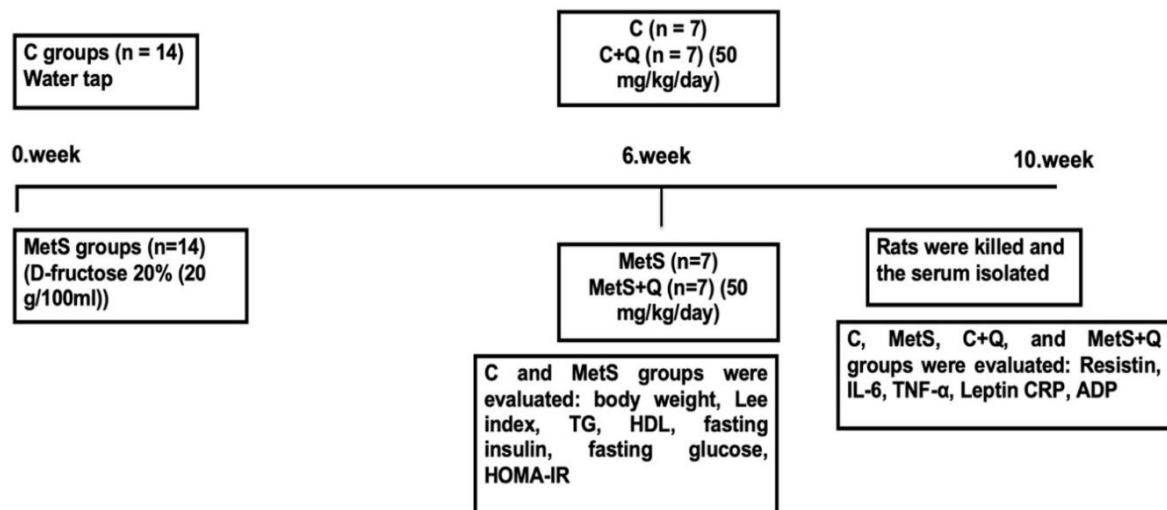 C groups (n = 14)
Water tap
C (n = 7)
C+Q (n = 7) (50
mg/kg/day)
0.week
6.week
10.week
MetS groups (n=14)
(D-fructose 20% (20
g/100ml))
MetS (n=7)
MetS+Q (n=7) (50
mg/kg/day)
C and MetS groups were
evaluated: body weight, Lee
index, TG, HDL, fasting
insulin, fasting glucose,
HOMA-IR
Rats were killed and
the serum isolated
C, MetS, C+Q, and MetS+Q
groups were evaluated: Resistin,
IL-6, TNF-α, Leptin CRP, ADP